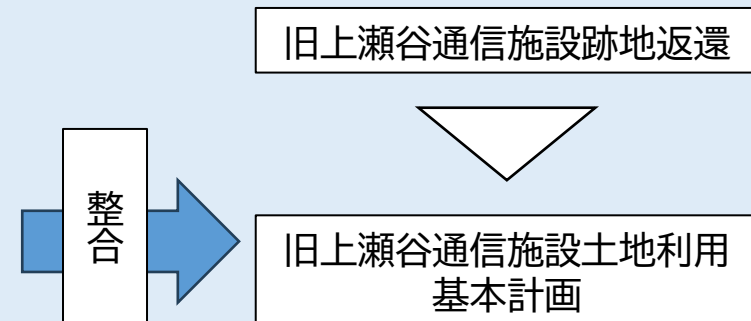 旧上瀬谷通信施設跡地返還
整合
旧上瀬谷通信施設土地利用
基本計画